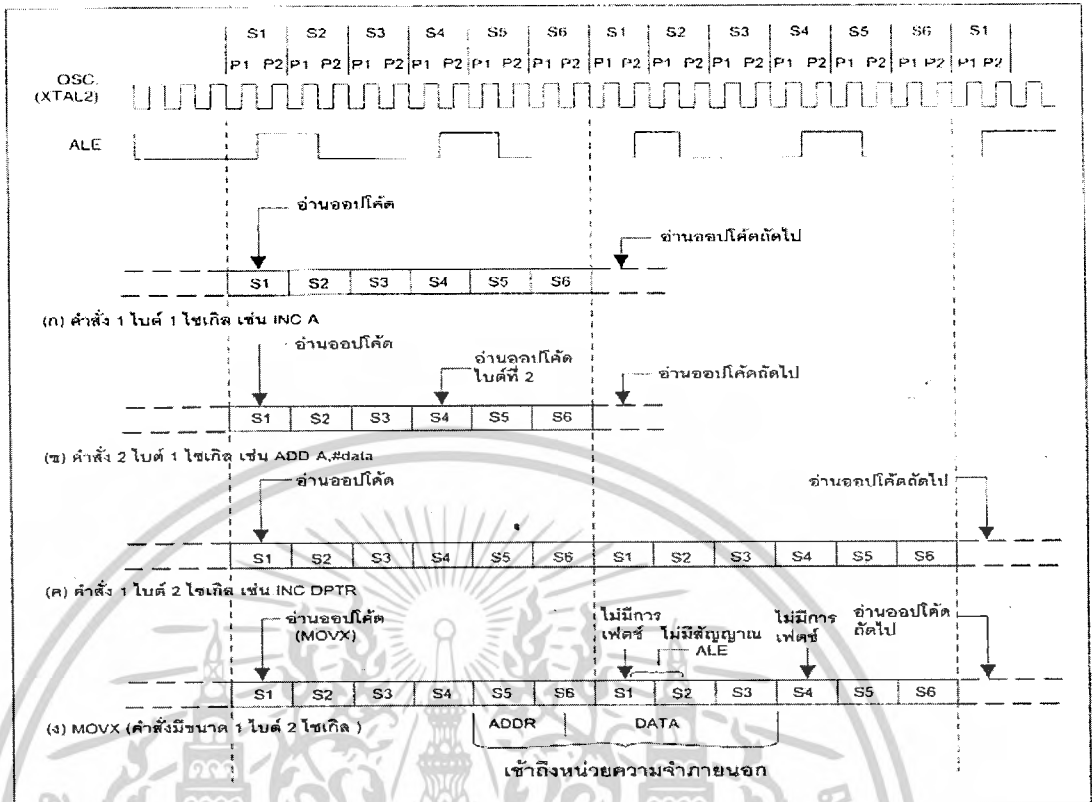 S1 S2 S3 S4 S5 S6 S1 S2 S3 S4 S5 S6 S1
P1 P2 P1 P2 P1 P2 P1 P2 P1 P2 P1 P2 P1 P2 P1 P2 P1 P2 P1 P2 P1 P2 P1 P2 P1 P2
OSC.
(XTAL2)
ALE
อ่านออปโค้ด
อ่านออปโค้ดถัดไป
S1 S2 S3 S4 S5 S6
(ก) คำสั่ง 1 ไบต์ 1 ไซเกิล เช่น INC A
อ่านออปโค้ด
อ่านออปโค้ด
ไบต์ที่ 2
อ่านออปโค้ดถัดไป
S1 S2 S3 S4 S5 S6
(ข) คำสั่ง 2 ไบต์ 1 ไซเกิล เช่น ADD A,#data
อ่านออปโค้ด
อ่านออปโค้ดถัดไป
S1 S2 S3 S4 S5 S6 S1 S2 S3 S4 S5 S6
(ค) คำสั่ง 1 ไบต์ 2 ไซเกิล เช่น INC DPTR
อ่านออปโค้ด
(MOVX)
ไม่มีการ
เฟตช์
ไม่มีสัญญาณ
ALE
ไม่มีการ
เฟตช์
อ่านออปโค้ด
ถัดไป
S1 S2 S3 S4 S5 S6 S1 S2 S3 S4 S5 S6
(ง) MOVX (คำสั่งมีขนาด 1 ไบต์ 2 ไซเกิล )
ADDR DATA
เข้าถึงหน่วยความจำภายนอก